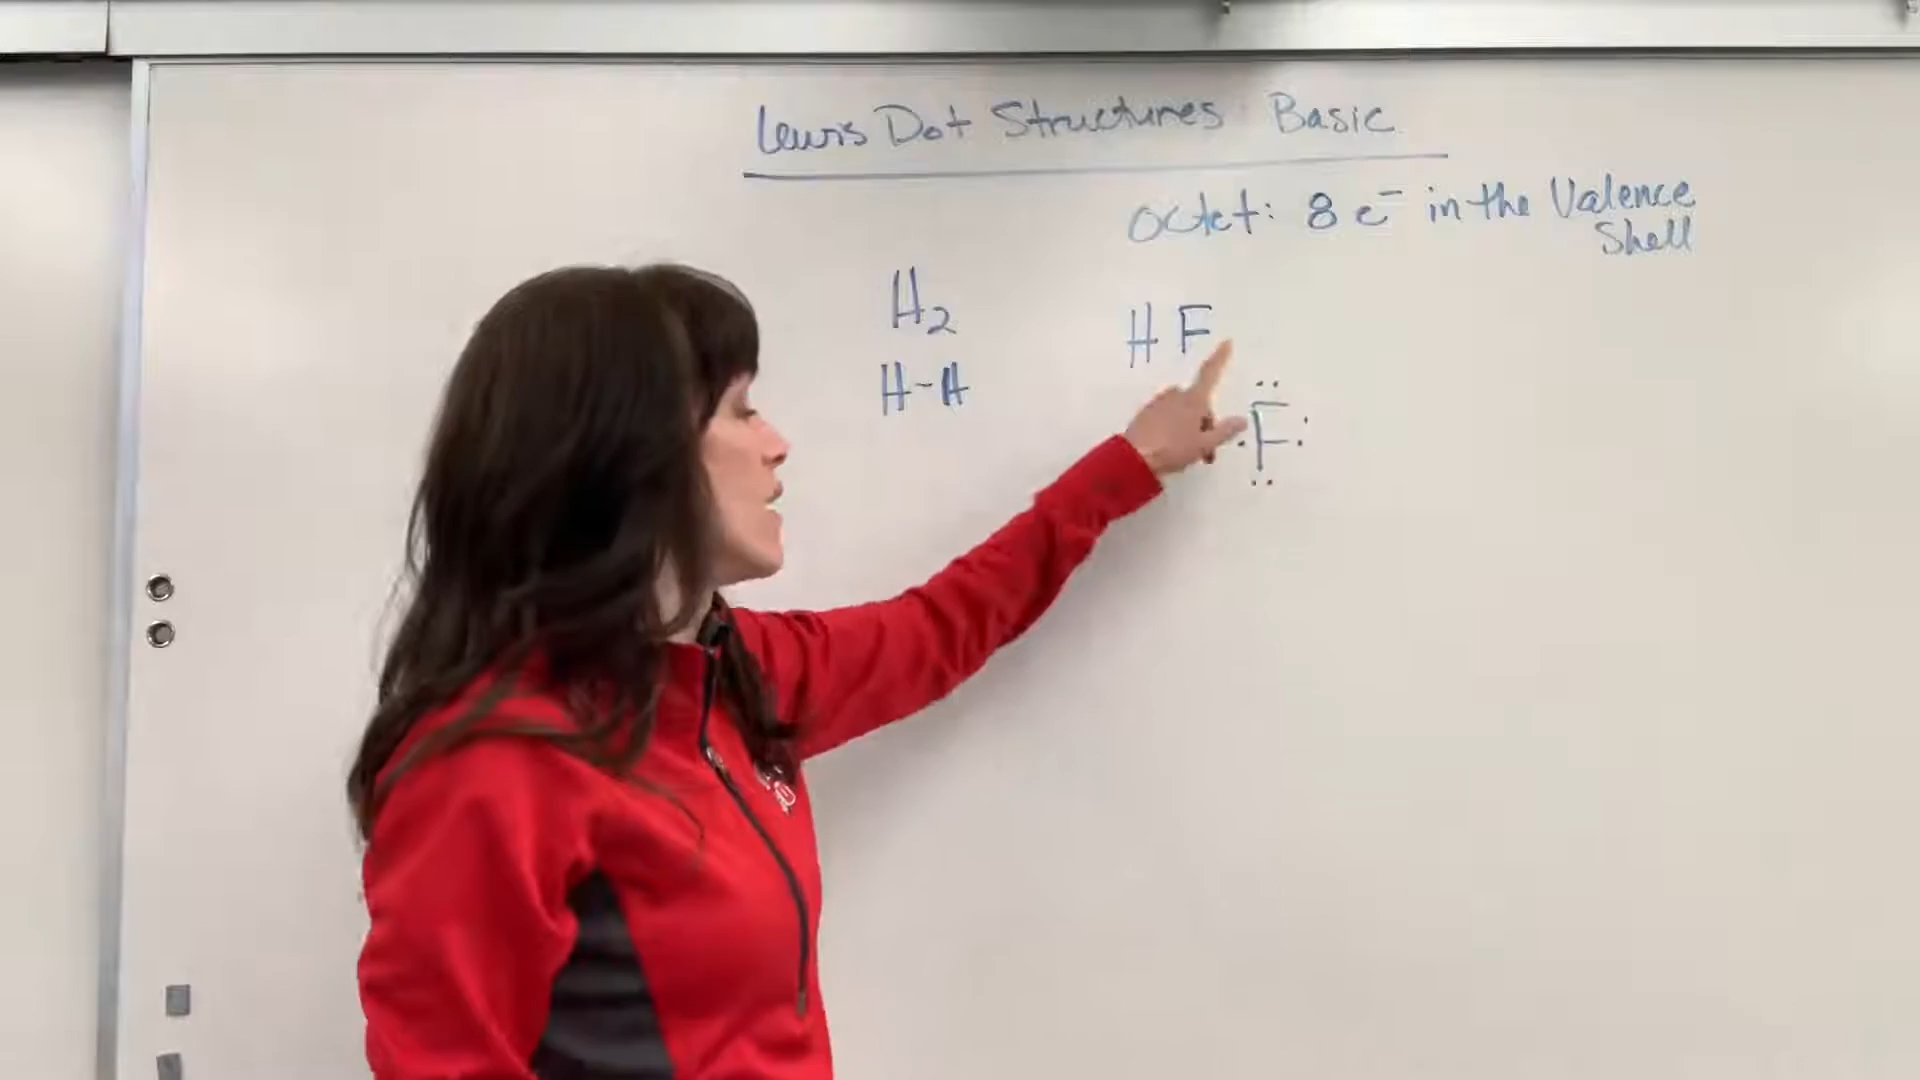 Lewis Dot Structures Basic
Octet: 8 e⁻ in the Valence
Shell
H₂
H F
H-H
F